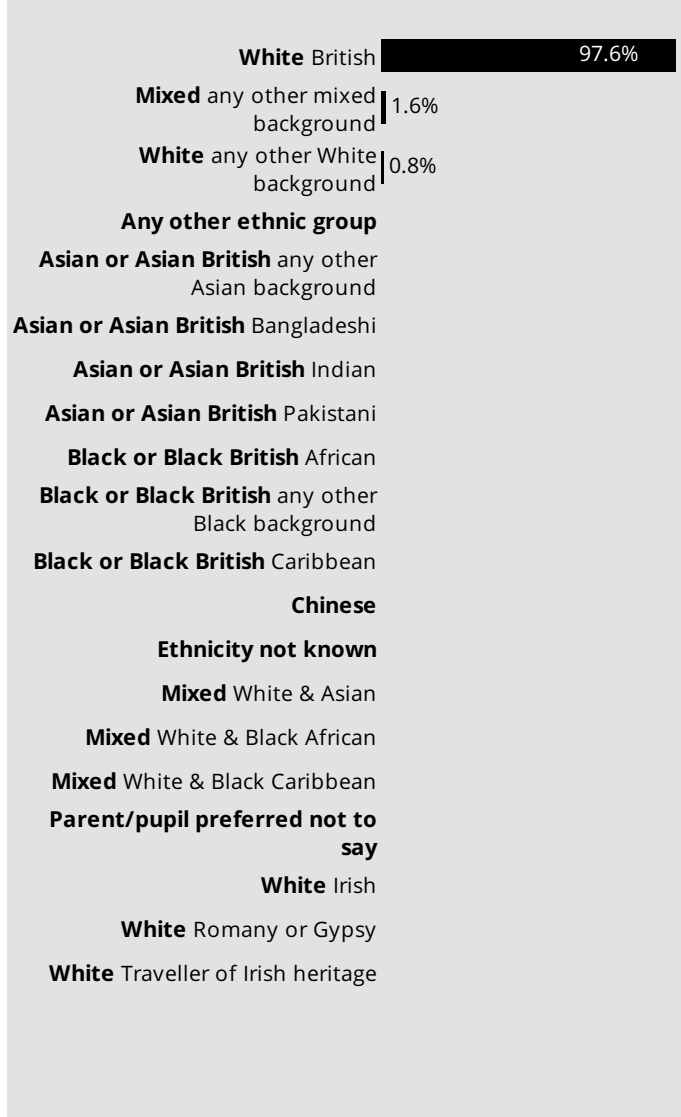 White British 97.6%
Mixed any other mixed 1.6%
background
White any other White 0.8%
background
Any other ethnic group
Asian or Asian British any other
Asian background
Asian or Asian British Bangladeshi
Asian or Asian British Indian
Asian or Asian British Pakistani
Black or Black British African
Black or Black British any other
Black background
Black or Black British Caribbean
Chinese
Ethnicity not known
Mixed White & Asian
Mixed White & Black African
Mixed White & Black Caribbean
Parent/pupil preferred not to
say
White Irish
White Romany or Gypsy
White Traveller of Irish heritage